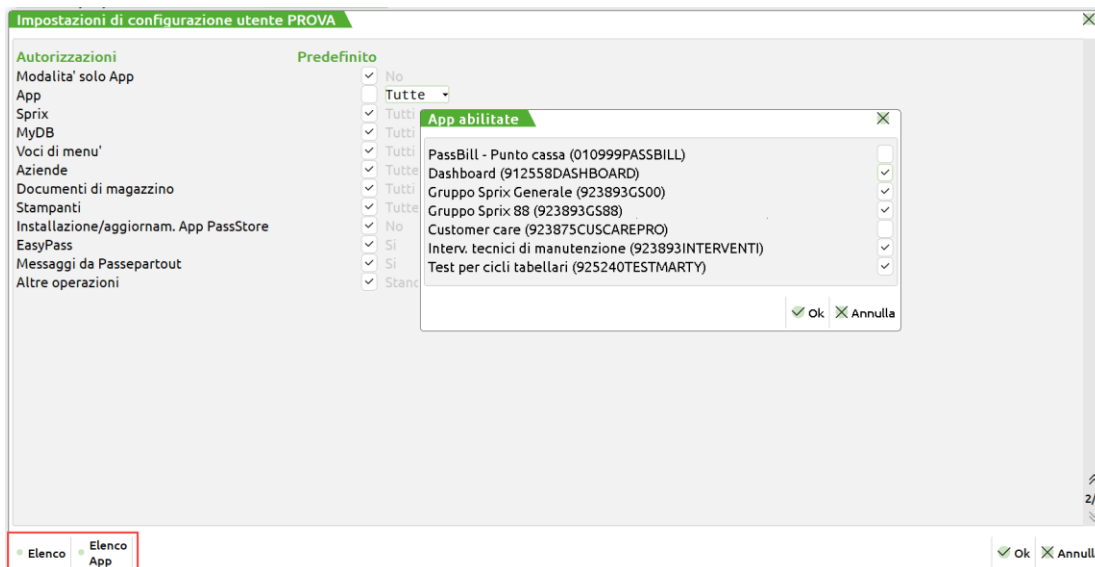 Impostazioni di configurazione utente PROVA
Autorizzazioni Predefinito
Modalita' solo App No
App Tutte
Sprix Tutti
MyDB Tutti
Voci di menu' Tutti
Aziende Tutte
Documenti di magazzino Tutti
Stampanti Tutte
Installazione/aggiornam. App PassStore No
EasyPass Si
Messaggi da Passepartout Si
Altre operazioni Stand
App abilitate
PassBill - Punto cassa (010999PASSBILL)
Dashboard (912558DASHBOARD)
Gruppo Sprix Generale (923893GS00)
Gruppo Sprix 88 (923893GS88)
Customer care (923875CUSCAREPRO)
Interv. tecnici di manutenzione (923893INTERVENTI)
Test per cicli tabellari (925240TESTMARTY)
Ok Annulla
2/
Elenco Elenco App
Ok Annull